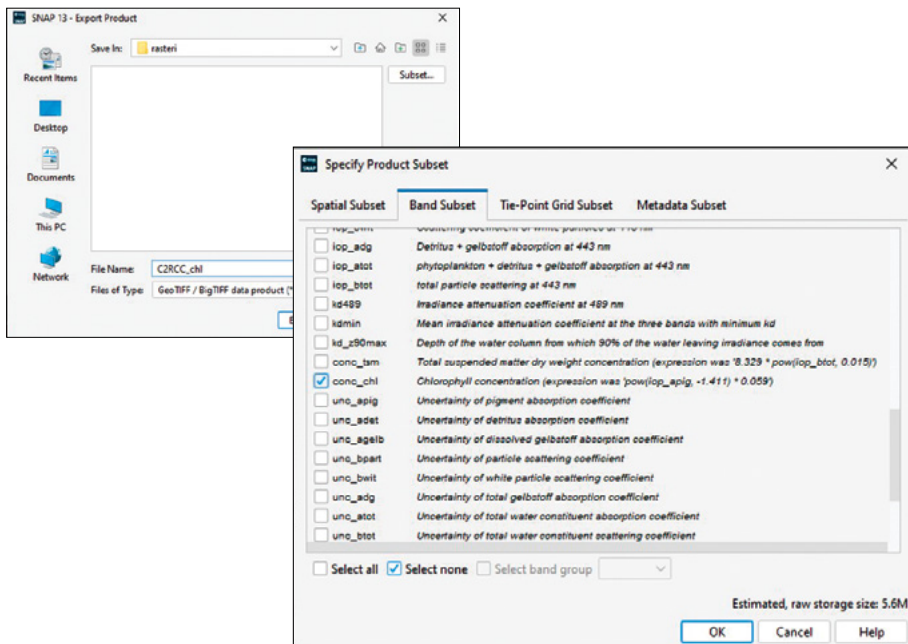 SNAP 13 - Export Product
Save In: rasteri
Subset...
Recent Items
Desktop
Documents
This PC
Network
File Name: C2RCC_chl
Files of Type: GeoTIFF / BigTIFF data product (*
SNAP
Specify Product Subset
Spatial Subset Band Subset Tie-Point Grid Subset Metadata Subset
iop_adg Detritus + gelbstoff absorption at 443 nm
iop_atot phytoplankton + detritus + gelbstoff absorption at 443 nm
iop_btot total particle scattering at 443 nm
kd489 Irradiance attenuation coefficient at 489 nm
kdmin Mean irradiance attenuation coefficient at the three bands with minimum kd
kd_z90max Depth of the water column from which 90% of the water leaving irradiance comes from
conc_tsm Total suspended matter dry weight concentration (expression was '8.329 * pow(iop_btot, 0.015)')
conc_chl Chlorophyll concentration (expression was 'pow(iop_apig, -1.411) * 0.059')
unc_apig Uncertainty of pigment absorption coefficient
unc_adet Uncertainty of detritus absorption coefficient
unc_agelb Uncertainty of dissolved gelbstoff absorption coefficient
unc_bpart Uncertainty of particle scattering coefficient
unc_bwit Uncertainty of white particle scattering coefficient
unc_adg Uncertainty of total gelbstoff absorption coefficient
unc_atot Uncertainty of total water constituent absorption coefficient
unc_btot Uncertainty of total water constituent scattering coefficient
Select all Select none Select band group
Estimated, raw storage size: 5.6M
OK Cancel Help